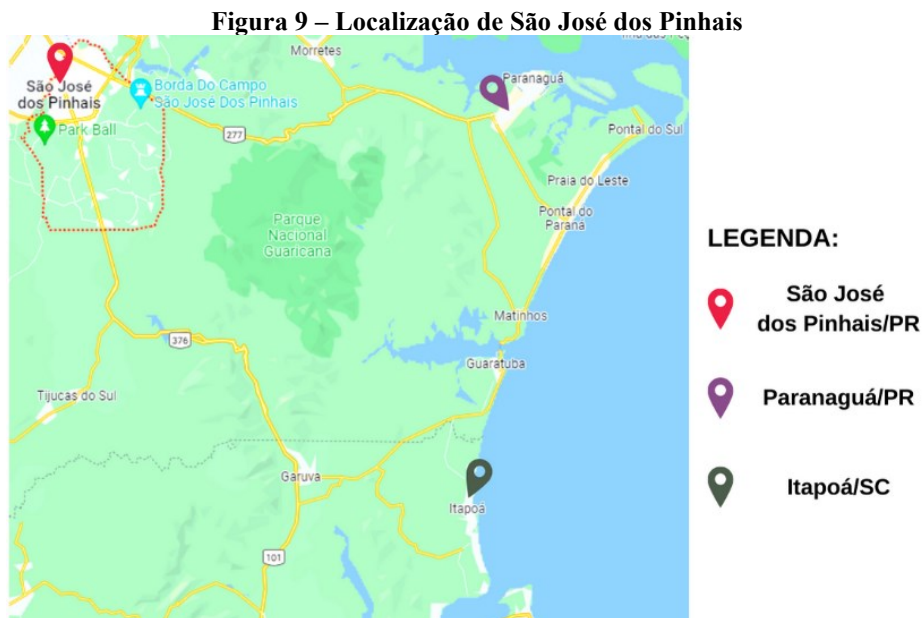 Figura 9 – Localização de São José dos Pinhais
Morretes
Paranaguá
São José
dos Pinhais
Borda Do Campo
São José Dos Pinhais
Park Ball
277
Pontal do Sul
Praia do Leste
Pontal do
Paraná
Parque
Nacional
Guaricana
Matinhos
376
Guaratuba
Tijucas do Sul
Garuva
Itapoá
101
LEGENDA:
São José
dos Pinhais/PR
Paranaguá/PR
Itapoá/SC